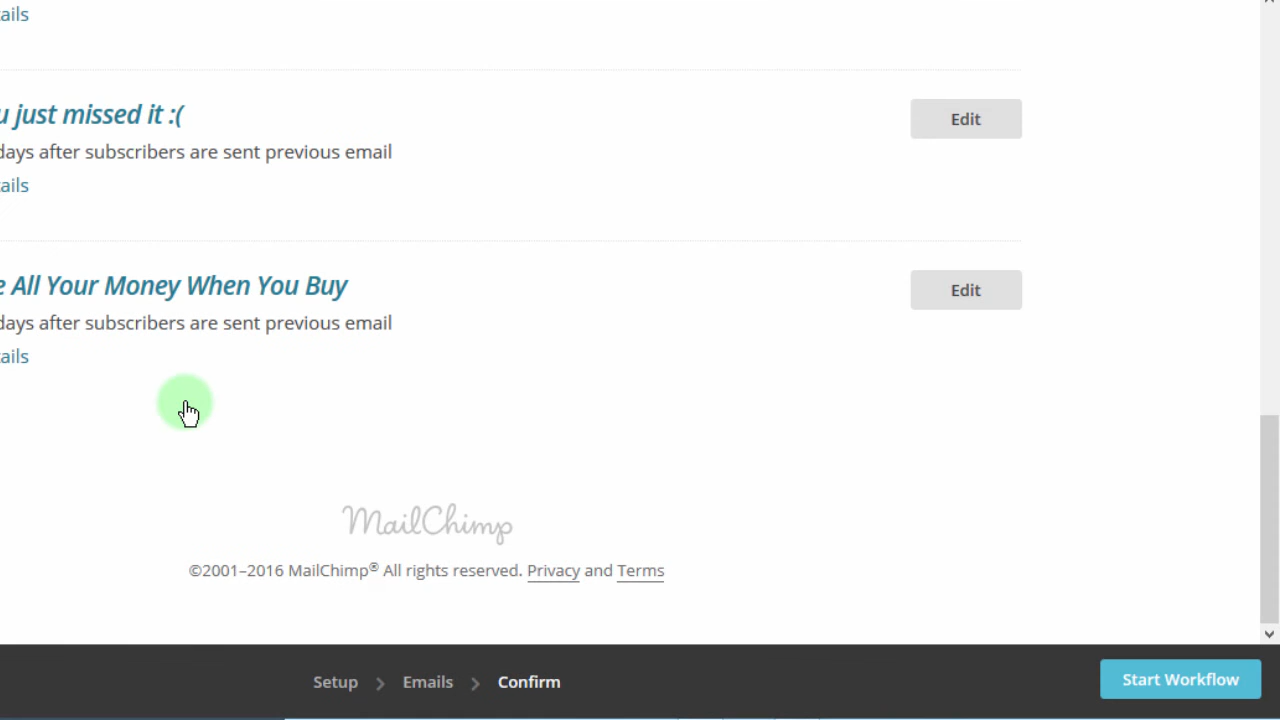 ails
u just missed it :(
Edit
days after subscribers are sent previous email
ails
e All Your Money When You Buy
Edit
days after subscribers are sent previous email
ails
MailChimp
©2001–2016 MailChimp® All rights reserved. Privacy and Terms
Setup > Emails > Confirm
Start Workflow